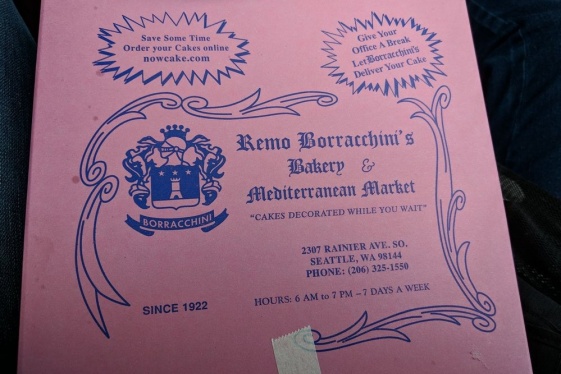 Save Some Time
Order your Cakes online
nowcake.com
Give Your
Office A Break
Let Borracchini's
Deliver Your Cake
Remo Borracchini's
Bakery &
Mediterranean Market
"CAKES DECORATED WHILE YOU WAIT"
BORRACCHINI
2307 RAINIER AVE. SO.
SEATTLE, WA 98144
PHONE: (206) 325-1550
SINCE 1922
HOURS: 6 AM to 7 PM – 7 DAYS A WEEK